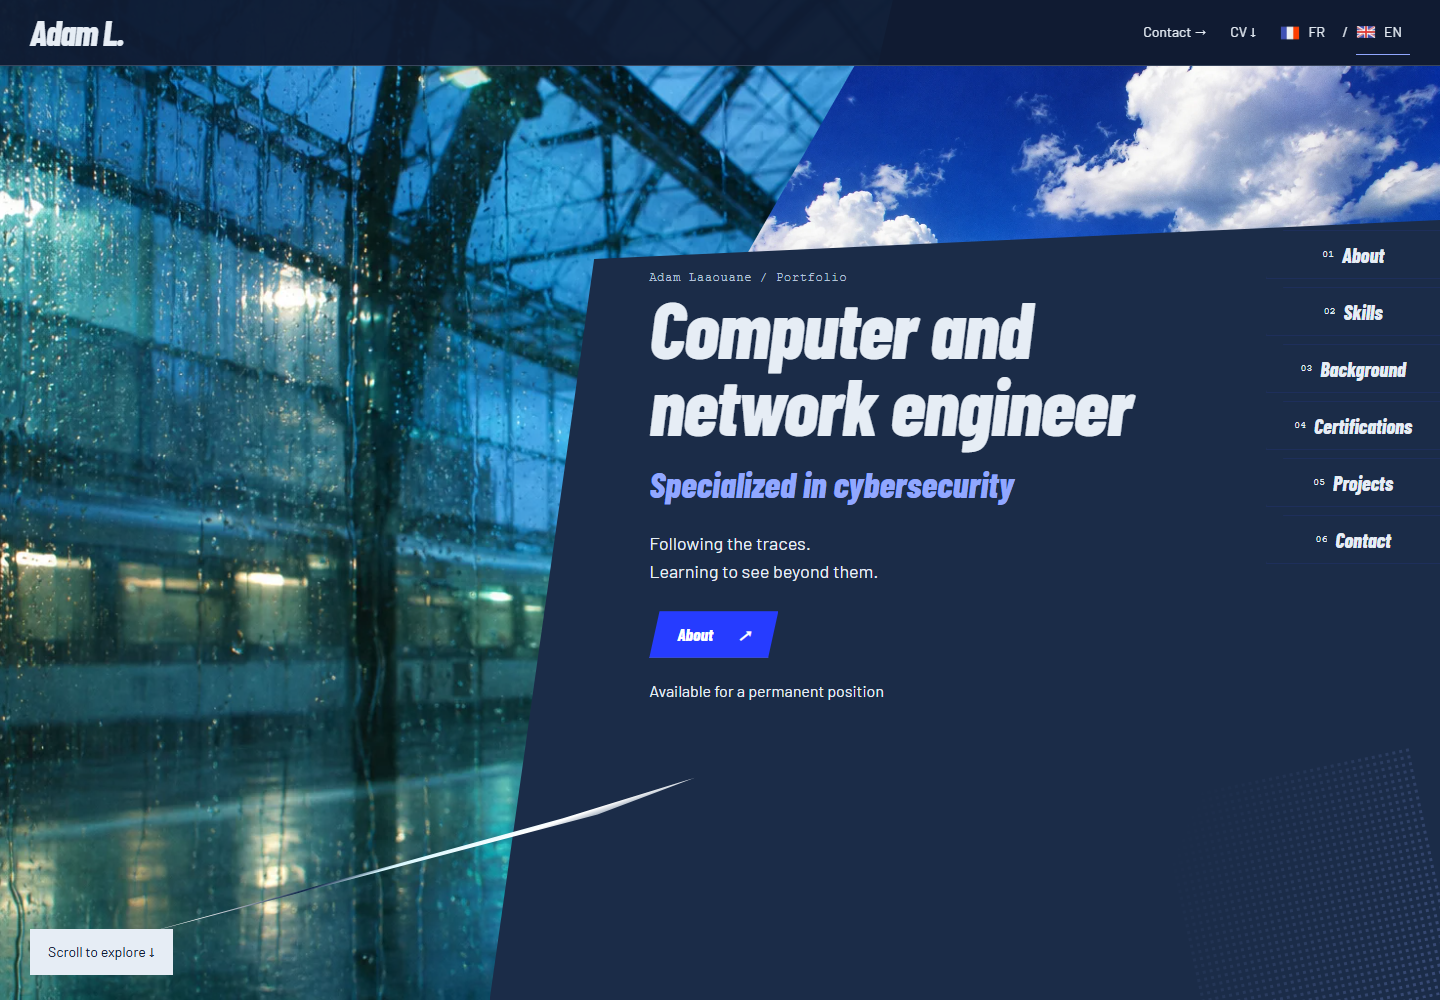 Adam L.
Contact → CV ↓ FR / EN
Adam Laaouane / Portfolio
Computer and
network engineer
Specialized in cybersecurity
Following the traces.
Learning to see beyond them.
About ↗
Available for a permanent position
01 About
02 Skills
03 Background
04 Certifications
05 Projects
06 Contact
Scroll to explore ↓